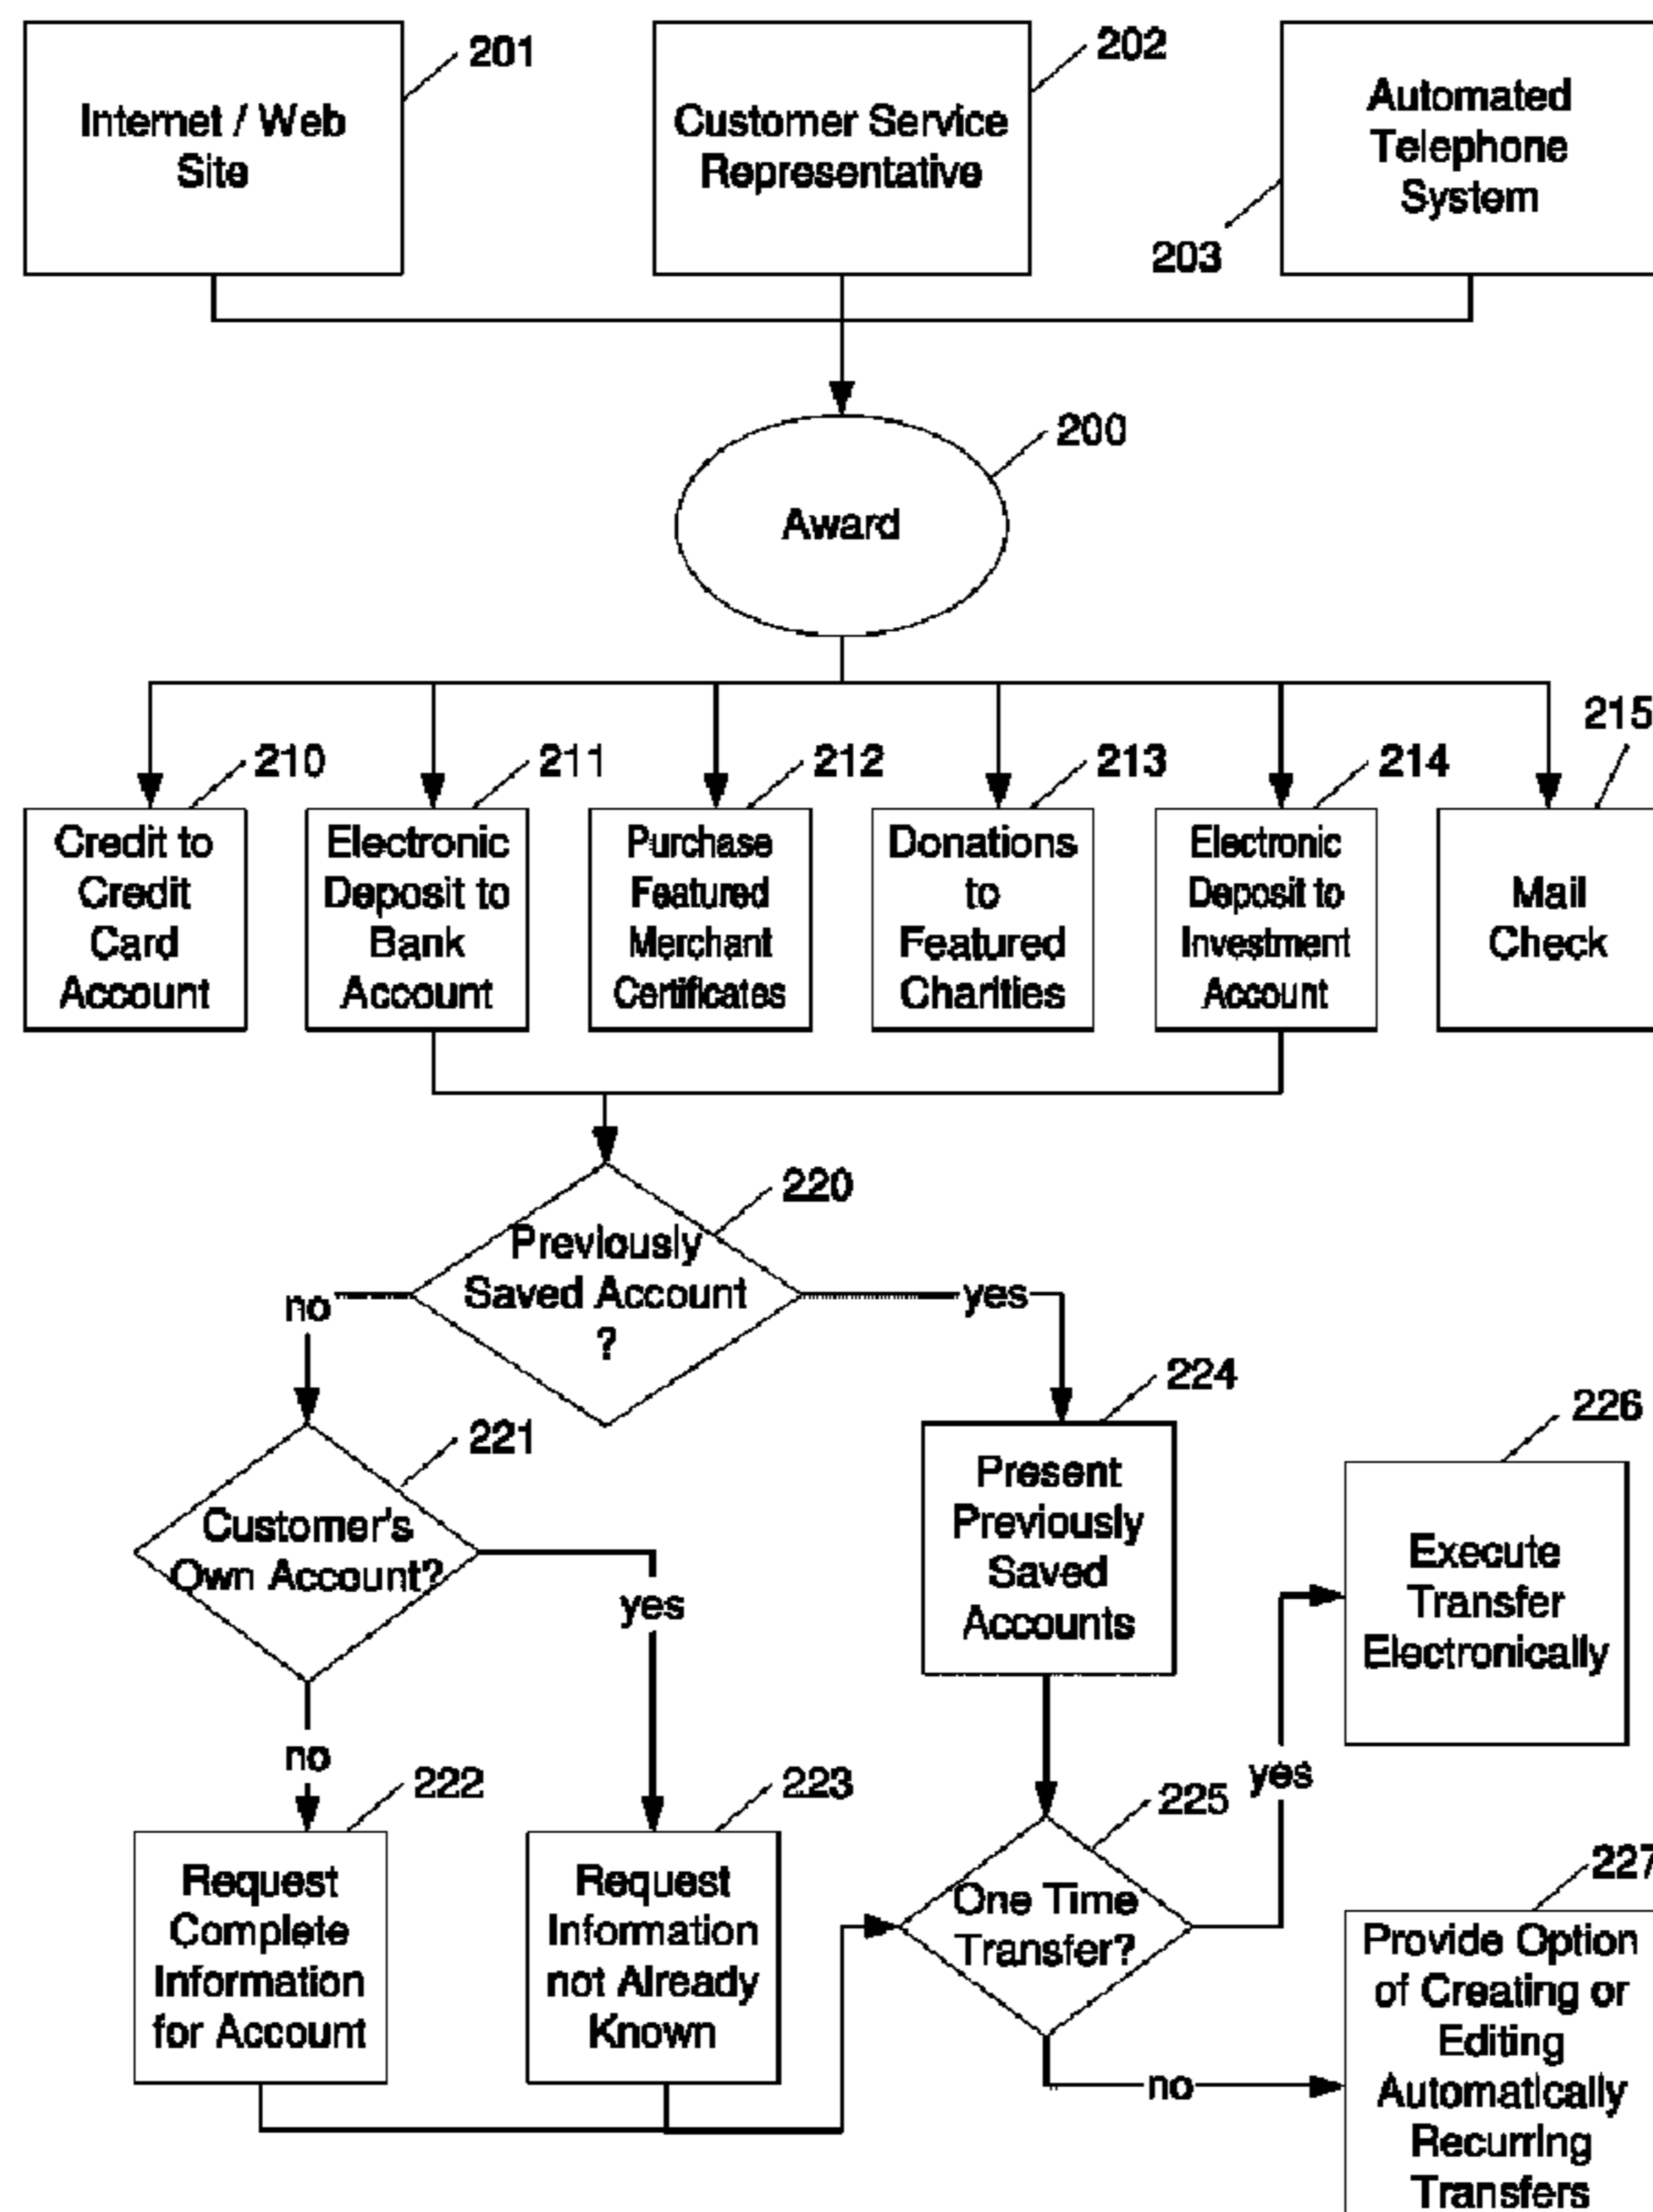 201
202
Internet / Web
Site
Customer Service
Representative
Automated
Telephone
System
203
200
Award
215
210
211
212
213
214
Credit to
Credit
Card
Account
Electronic
Deposit to
Bank
Account
Purchase
Featured
Merchant
Certificates
Donations
to
Featured
Charities
Electronic
Deposit to
Investment
Account
Mail
Check
220
Previously
Saved Account
?
no
yes
224
226
221
Customer's
Own Account?
Present
Previously
Saved
Accounts
Execute
Transfer
Electronically
yes
no
yes
222
223
225
227
Request
Complete
Information
for Account
Request
Information
not Already
Known
One Time
Transfer?
no
Provide Option
of Creating or
Editing
Automatically
Recurring
Transfers